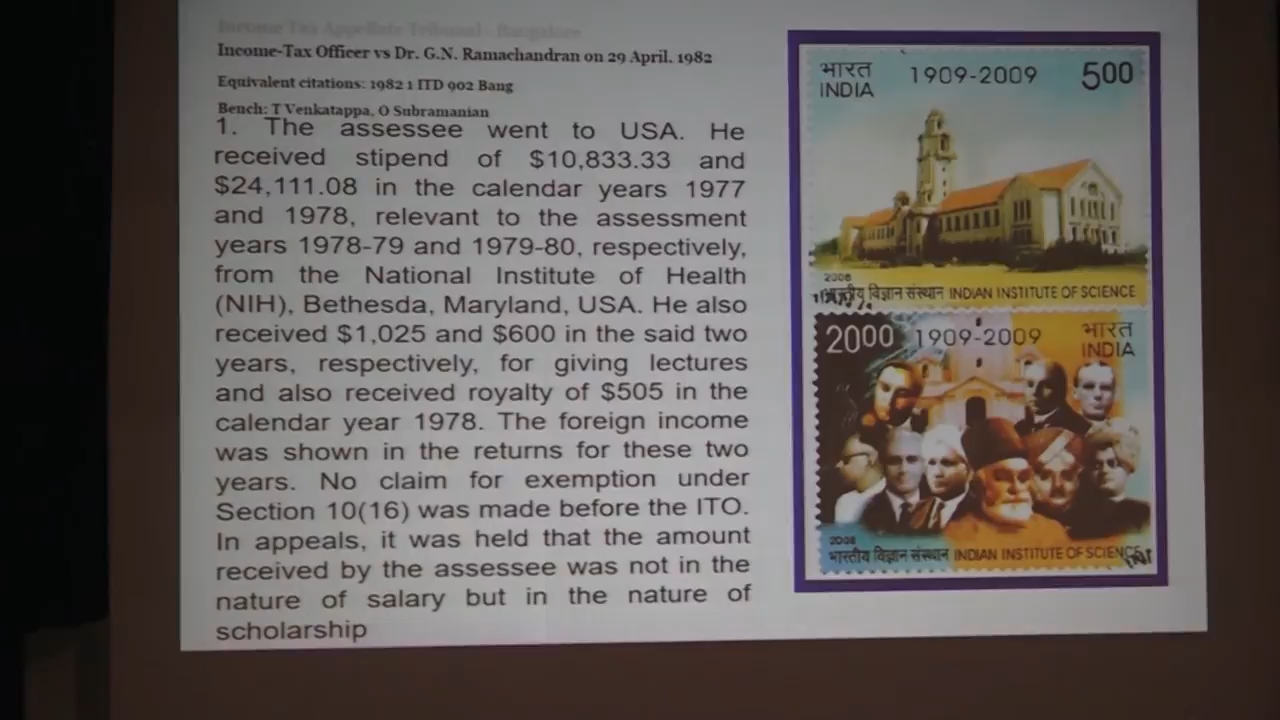 Income Tax Appellate Tribunal - Bangalore
Income-Tax Officer vs Dr. G.N. Ramachandran on 29 April. 1982
Equivalent citations: 1982 1 ITD 902 Bang
Bench: T Venkatappa, O Subramanian
1. The assessee went to USA. He
received stipend of $10,833.33 and
$24,111.08 in the calendar years 1977
and 1978, relevant to the assessment
years 1978-79 and 1979-80, respectively,
from the National Institute of Health
(NIH), Bethesda, Maryland, USA. He also
received $1,025 and $600 in the said two
years, respectively, for giving lectures
and also received royalty of $505 in the
calendar year 1978. The foreign income
was shown in the returns for these two
years. No claim for exemption under
Section 10(16) was made before the ITO.
In appeals, it was held that the amount
received by the assessee was not in the
nature of salary but in the nature of
scholarship
भारत 1909-2009 500
INDIA
2008
भारतीय विज्ञान संस्थान INDIAN INSTITUTE OF SCIENCE
2000 1909-2009 भारत
INDIA
2008
भारतीय विज्ञान संस्थान INDIAN INSTITUTE OF SCIENCE